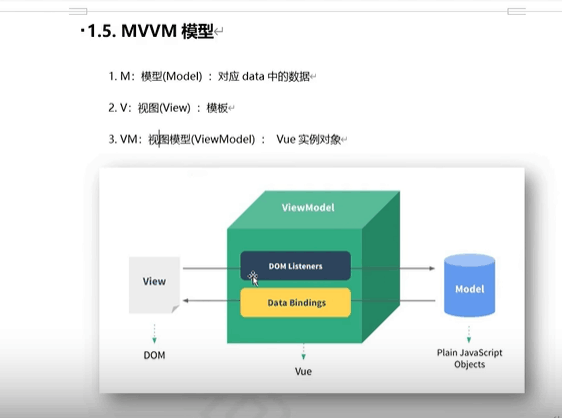 ·1.5. MVVM 模型
1. M：模型(Model) ：对应 data 中的数据
2. V：视图(View) ：模板
3. VM：视图模型(ViewModel) ： Vue 实例对象
ViewModel
DOM Listeners
View
Data Bindings
Model
DOM
Vue
Plain JavaScript
Objects